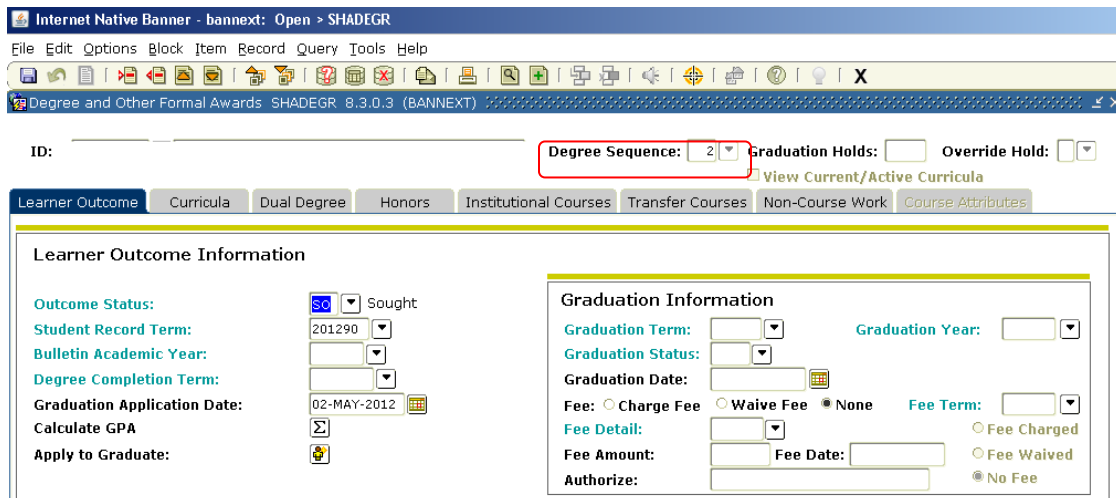 Internet Native Banner - bannext: Open > SHADEGR
File Edit Options Block Item Record Query Tools Help
X
Degree and Other Formal Awards SHADEGR 8.3.0.3 (BANNEXT)
ID: Degree Sequence: 2 Graduation Holds: Override Hold:
View Current/Active Curricula
Learner Outcome Curricula Dual Degree Honors Institutional Courses Transfer Courses Non-Course Work Course Attributes
Learner Outcome Information
Outcome Status: SO Sought
Student Record Term: 201290
Bulletin Academic Year:
Degree Completion Term:
Graduation Application Date: 02-MAY-2012
Calculate GPA Σ
Apply to Graduate:
Graduation Information
Graduation Term: Graduation Year:
Graduation Status:
Graduation Date:
Fee: Charge Fee Waive Fee None Fee Term:
Fee Detail: Fee Charged
Fee Amount: Fee Date: Fee Waived
Authorize: No Fee